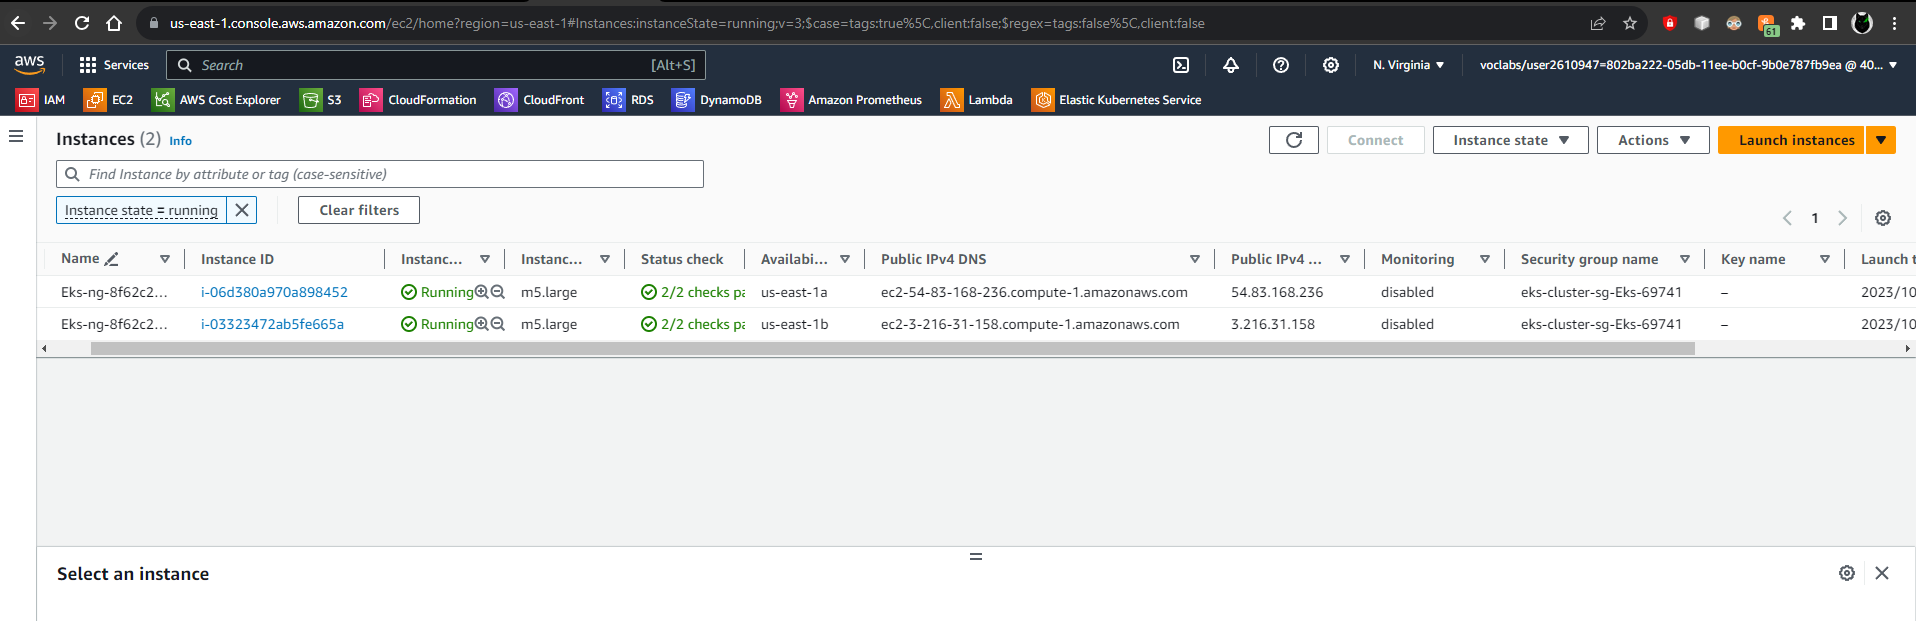 us-east-1.console.aws.amazon.com/ec2/home?region=us-east-1#Instances:instanceState=running;v=3;$case=tags:true%5C,client:false;$regex=tags:false%5C,client:false
61
aws Services Search [Alt+S] N. Virginia voclabs/user2610947=802ba222-05db-11ee-b0cf-9b0e787fb9ea @ 40...
IAM EC2 AWS Cost Explorer S3 CloudFormation CloudFront RDS DynamoDB Amazon Prometheus Lambda Elastic Kubernetes Service
Instances (2) Info Connect Instance state Actions Launch instances
Find Instance by attribute or tag (case-sensitive)
Instance state = running Clear filters
1
Name Instance ID Instanc... Instanc... Status check Availabi... Public IPv4 DNS Public IPv4 ... Monitoring Security group name Key name Launch t
Eks-ng-8f62c2... i-06d380a970a898452 Running m5.large 2/2 checks pa us-east-1a ec2-54-83-168-236.compute-1.amazonaws.com 54.83.168.236 disabled eks-cluster-sg-Eks-69741 – 2023/10
Eks-ng-8f62c2... i-03323472ab5fe665a Running m5.large 2/2 checks pa us-east-1b ec2-3-216-31-158.compute-1.amazonaws.com 3.216.31.158 disabled eks-cluster-sg-Eks-69741 – 2023/10
Select an instance